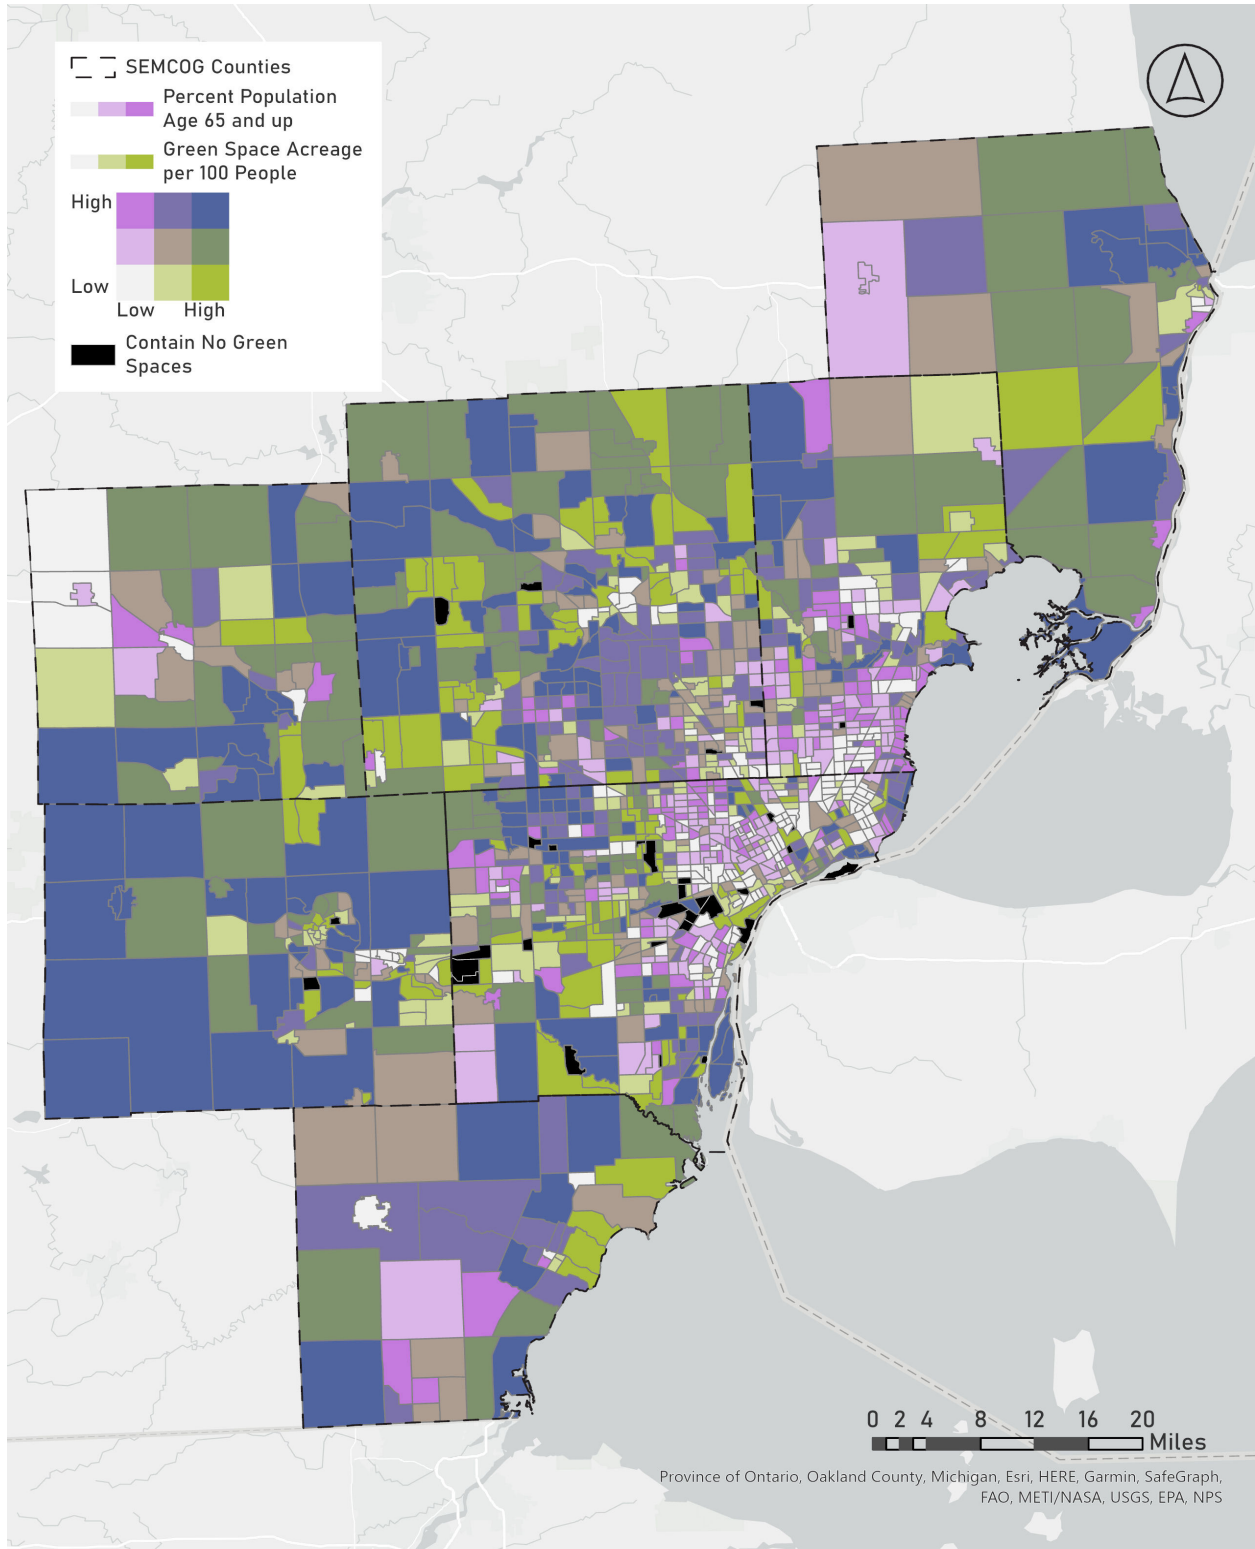 SEMCOG Counties
Percent Population
Age 65 and up
Green Space Acreage
per 100 People
High
Low
Low High
Contain No Green
Spaces
0 2 4 8 12 16 20
Miles
Province of Ontario, Oakland County, Michigan, Esri, HERE, Garmin, SafeGraph,
FAO, METI/NASA, USGS, EPA, NPS